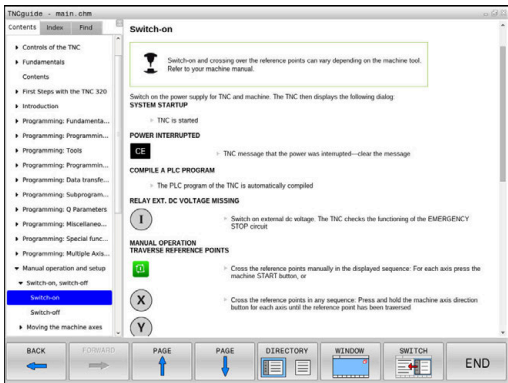 TNCguide - main.chm
Contents Index Find
Controls of the TNC
Fundamentals
Contents
First Steps with the TNC 320
Introduction
Programming: Fundamenta...
Programming: Programmin...
Programming: Tools
Programming: Programmin...
Programming: Data transfe...
Programming: Subprogram...
Programming: Q Parameters
Programming: Miscellaneo...
Programming: Special func...
Programming: Multiple Axis...
Manual operation and setup
Switch-on, switch-off
Switch-on
Switch-off
Moving the machine axes
Switch-on
Switch-on and crossing over the reference points can vary depending on the machine tool.
Refer to your machine manual.
Switch on the power supply for TNC and machine. The TNC then displays the following dialog:
SYSTEM STARTUP
TNC is started
POWER INTERRUPTED
CE
TNC message that the power was interrupted—clear the message
COMPILE A PLC PROGRAM
The PLC program of the TNC is automatically compiled
RELAY EXT. DC VOLTAGE MISSING
I
Switch on external dc voltage. The TNC checks the functioning of the EMERGENCY
STOP circuit
MANUAL OPERATION
TRAVERSE REFERENCE POINTS
Cross the reference points manually in the displayed sequence: For each axis press the
machine START button, or
X
Cross the reference points in any sequence: Press and hold the machine axis direction
button for each axis until the reference point has been traversed
Y
BACK FORWARD PAGE PAGE DIRECTORY WINDOW SWITCH END